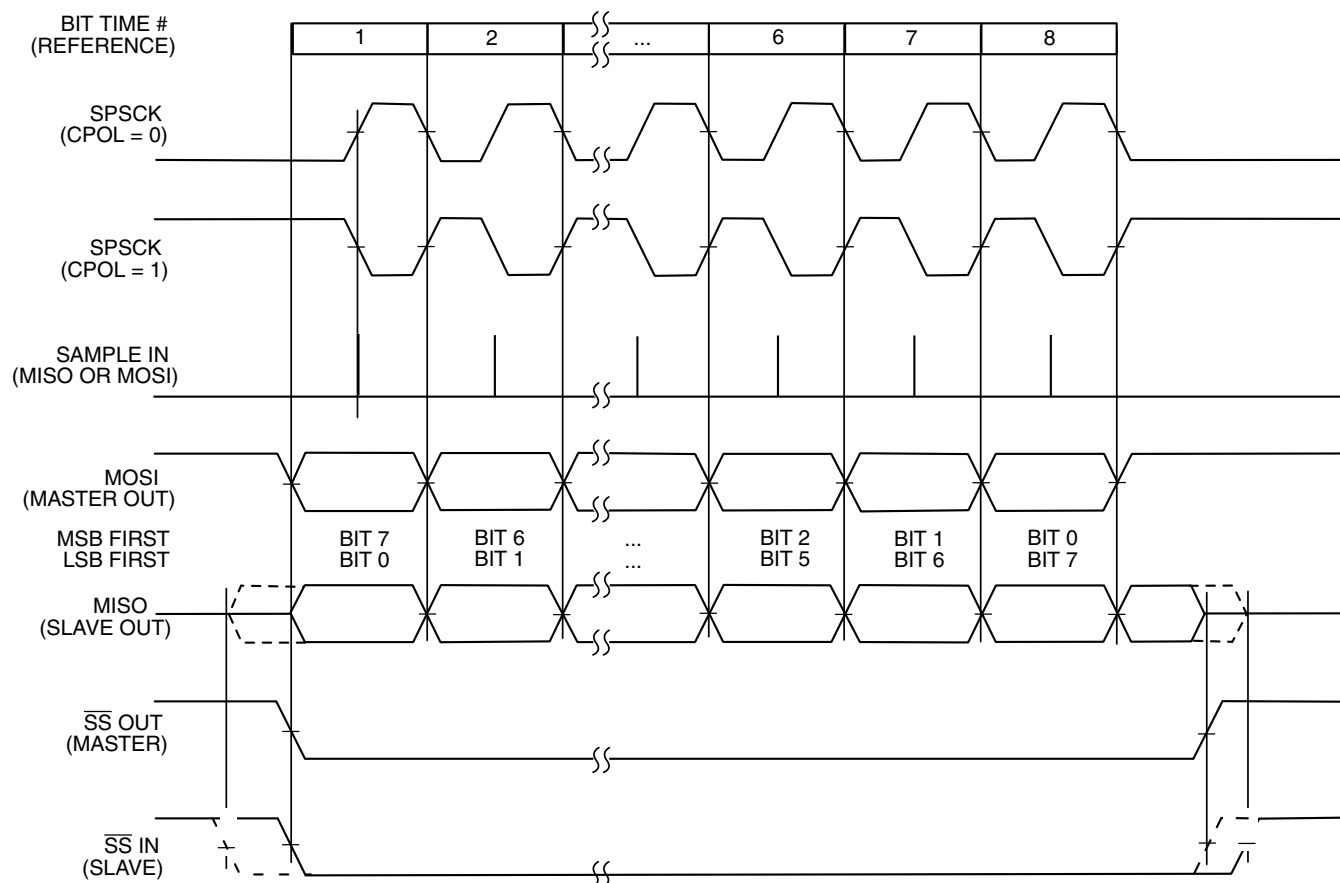 BIT TIME #
(REFERENCE)
1 2 ... 6 7 8
SPSCK
(CPOL = 0)
SPSCK
(CPOL = 1)
SAMPLE IN
(MISO OR MOSI)
MOSI
(MASTER OUT)
MSB FIRST BIT 7 BIT 6 ... BIT 2 BIT 1 BIT 0
LSB FIRST BIT 0 BIT 1 ... BIT 5 BIT 6 BIT 7
MISO
(SLAVE OUT)
S̅S̅ OUT
(MASTER)
S̅S̅ IN
(SLAVE)